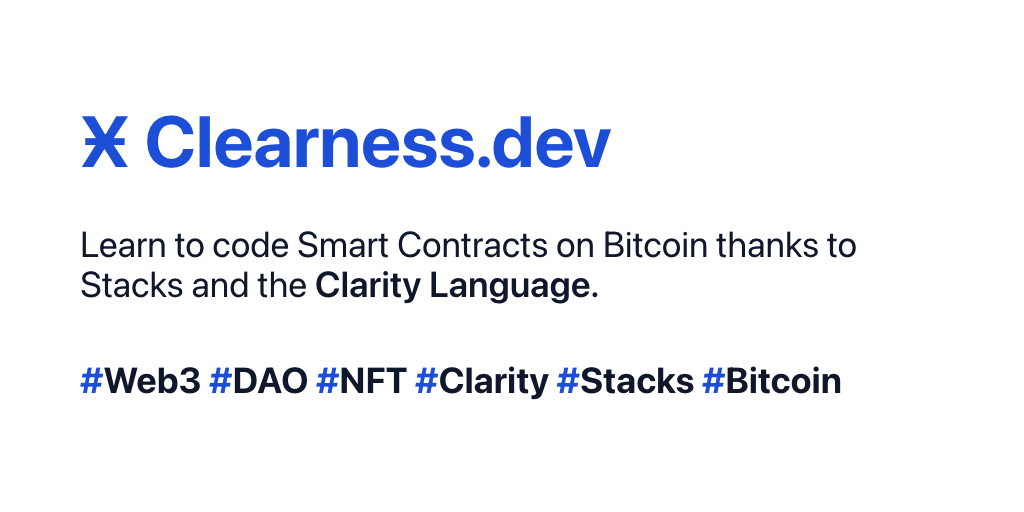 Ӿ Clearness.dev
Learn to code Smart Contracts on Bitcoin thanks to
Stacks and the Clarity Language.
#Web3 #DAO #NFT #Clarity #Stacks #Bitcoin